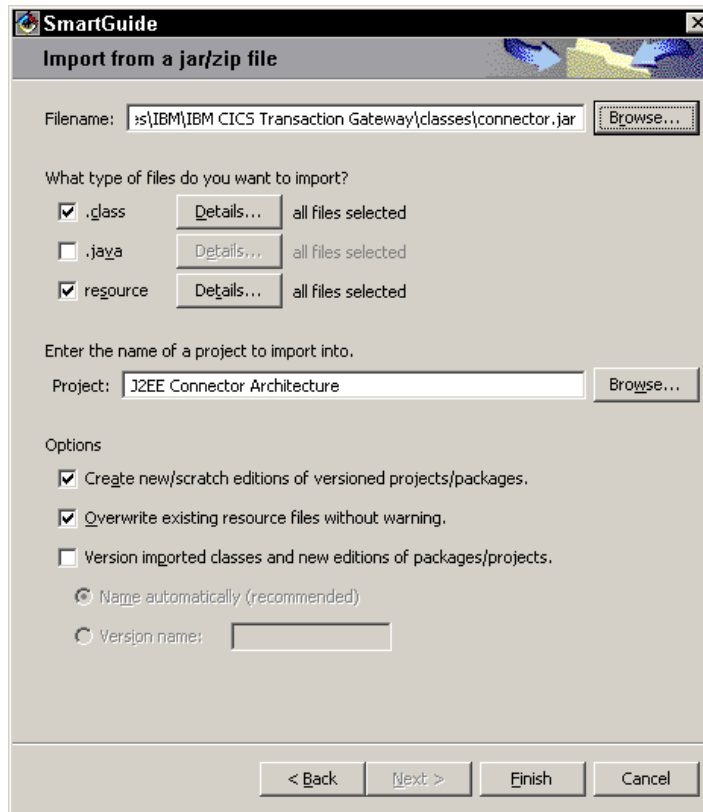 SmartGuide
Import from a jar/zip file
Filename: es\IBM\IBM CICS Transaction Gateway\classes\connector.jar Browse...
What type of files do you want to import?
.class Details... all files selected
.java Details... all files selected
resource Details... all files selected
Enter the name of a project to import into.
Project: J2EE Connector Architecture Browse...
Options
Create new/scratch editions of versioned projects/packages.
Overwrite existing resource files without warning.
Version imported classes and new editions of packages/projects.
Name automatically (recommended)
Version name:
< Back Next > Finish Cancel